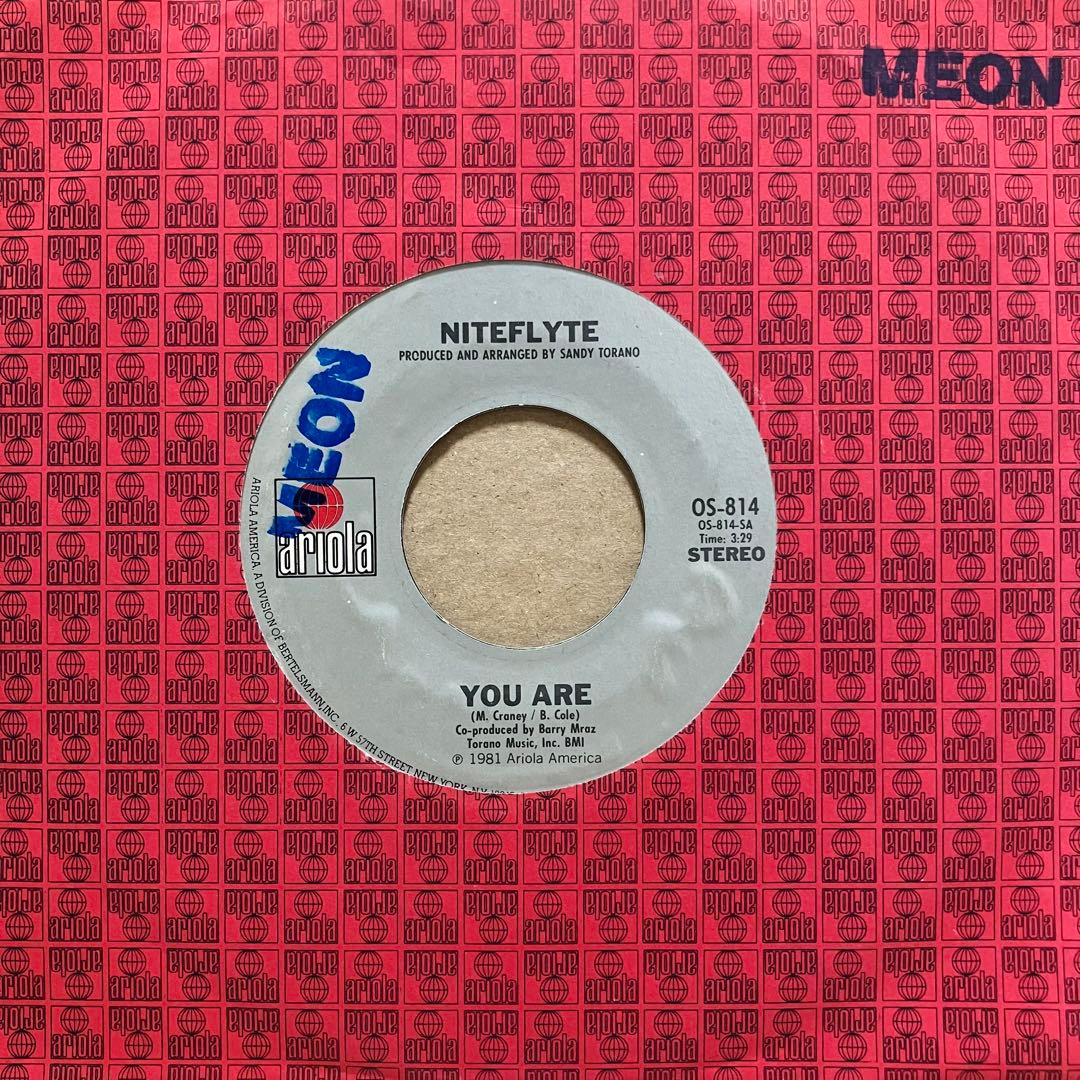 MEON
NITEFLYTE
PRODUCED AND ARRANGED BY SANDY TORANO
MEON
ariola
OS-814
OS-814-SA
Time: 3:29
STEREO
YOU ARE
(M. Craney / B. Cole)
Co-produced by Barry Mraz
Torano Music, Inc. BMI
℗ 1981 Ariola America
ARIOLA AMERICA, A DIVISION OF BERTELSMANN, INC. 6 W 57TH STREET NEW YORK, N.Y.